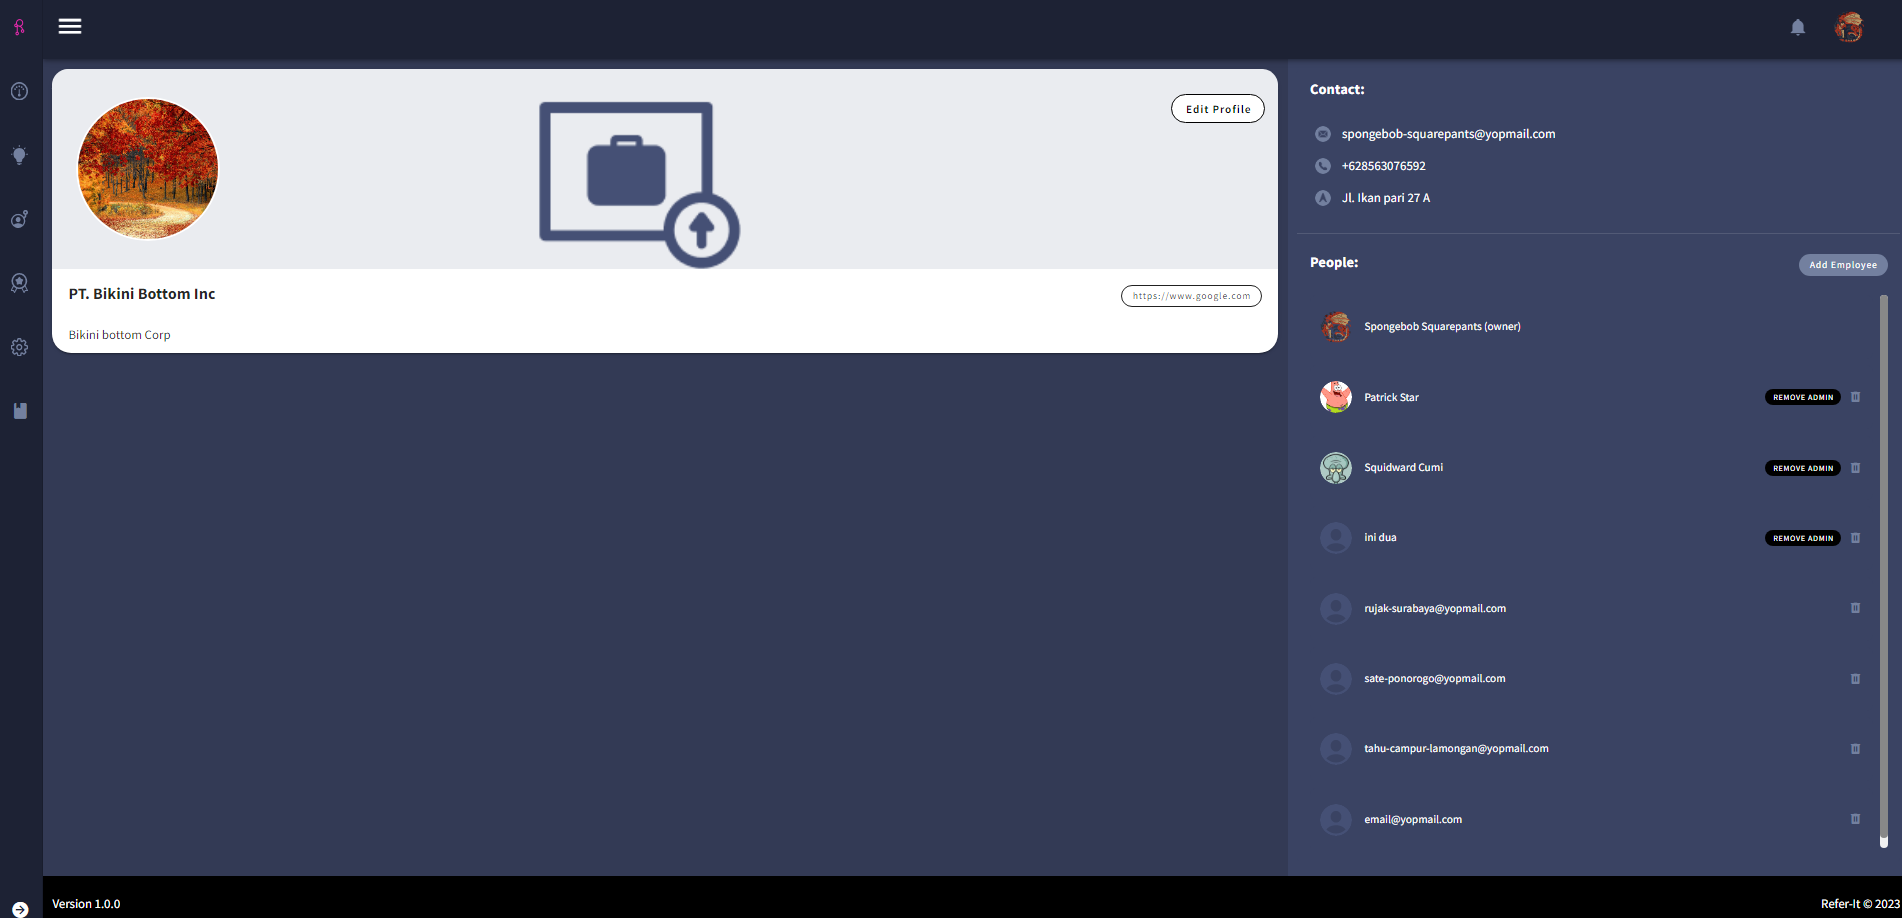 Edit Profile
PT. Bikini Bottom Inc
https://www.google.com
Bikini bottom Corp
Contact:
spongebob-squarepants@yopmail.com
+628563076592
Jl. Ikan pari 27 A
People:
Add Employee
Spongebob Squarepants (owner)
Patrick Star
REMOVE ADMIN
Squidward Cumi
REMOVE ADMIN
ini dua
REMOVE ADMIN
rujak-surabaya@yopmail.com
sate-ponorogo@yopmail.com
tahu-campur-lamongan@yopmail.com
email@yopmail.com
Version 1.0.0
Refer-It © 2023